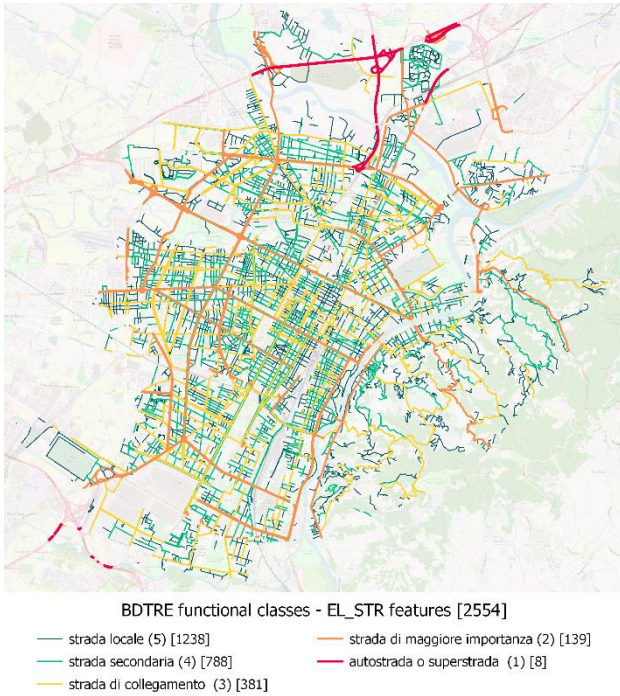 BDTRE functional classes - EL_STR features [2554]
strada locale (5) [1238]
strada secondaria (4) [788]
strada di collegamento (3) [381]
strada di maggiore importanza (2) [139]
autostrada o superstrada (1) [8]